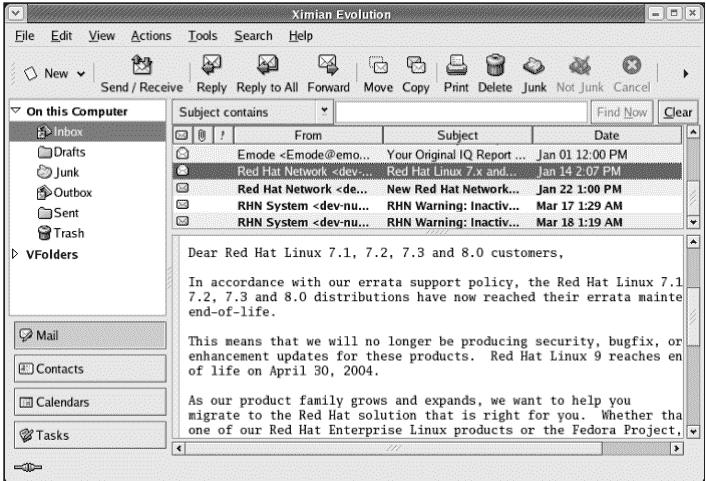 Ximian Evolution
File Edit View Actions Tools Search Help
New Send / Receive Reply Reply to All Forward Move Copy Print Delete Junk Not Junk Cancel
On this Computer
Inbox
Drafts
Junk
Outbox
Sent
Trash
VFolders
Mail
Contacts
Calendars
Tasks
Subject contains Find Now Clear
! From Subject Date
Emode <Emode@emo... Your Original IQ Report ... Jan 01 12:00 PM
Red Hat Network <dev-... Red Hat Linux 7.x and... Jan 14 2:07 PM
Red Hat Network <de... New Red Hat Network... Jan 22 1:00 PM
RHN System <dev-nu... RHN Warning: Inactiv... Mar 17 1:29 AM
RHN System <dev-nu... RHN Warning: Inactiv... Mar 18 1:19 AM
Dear Red Hat Linux 7.1, 7.2, 7.3 and 8.0 customers,
In accordance with our errata support policy, the Red Hat Linux 7.1
7.2, 7.3 and 8.0 distributions have now reached their errata mainte
end-of-life.
This means that we will no longer be producing security, bugfix, or
enhancement updates for these products. Red Hat Linux 9 reaches en
of life on April 30, 2004.
As our product family grows and expands, we want to help you
migrate to the Red Hat solution that is right for you. Whether tha
one of our Red Hat Enterprise Linux products or the Fedora Project,